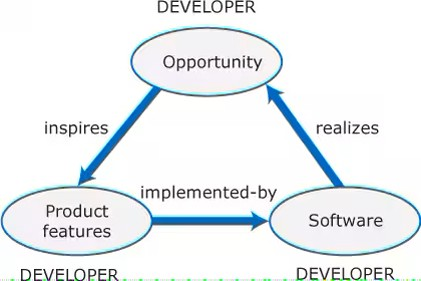 DEVELOPER
Opportunity
inspires
realizes
implemented-by
Product
features
Software
DEVELOPER
DEVELOPER